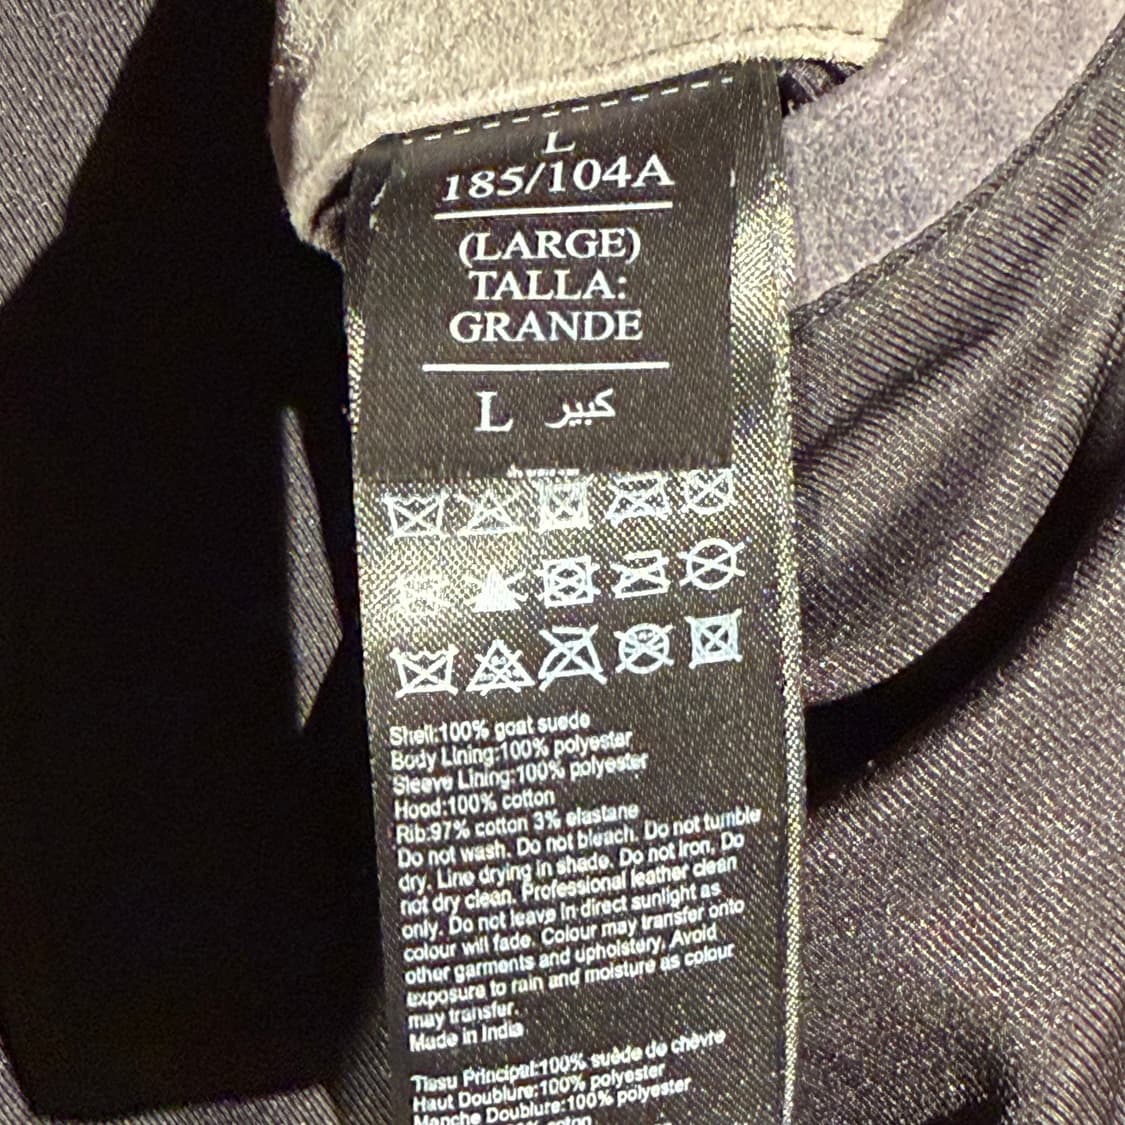 L
185/104A
(LARGE)
TALLA:
GRANDE
L كبير
Shell:100% goat suede
Body Lining:100% polyester
Sleeve Lining:100% polyester
Hood:100% cotton
Rib:97% cotton 3% elastane
Do not wash. Do not bleach. Do not tumble
dry. Line drying in shade. Do not iron, Do
not dry clean. Professional leather clean
only. Do not leave in direct sunlight as
colour will fade. Colour may transfer onto
other garments and upholstery. Avoid
exposure to rain and moisture as colour
may transfer.
Made in India
Tissu Principal:100% suède de chèvre
Haut Doublure:100% polyester
Manche Doublure:100% polyester